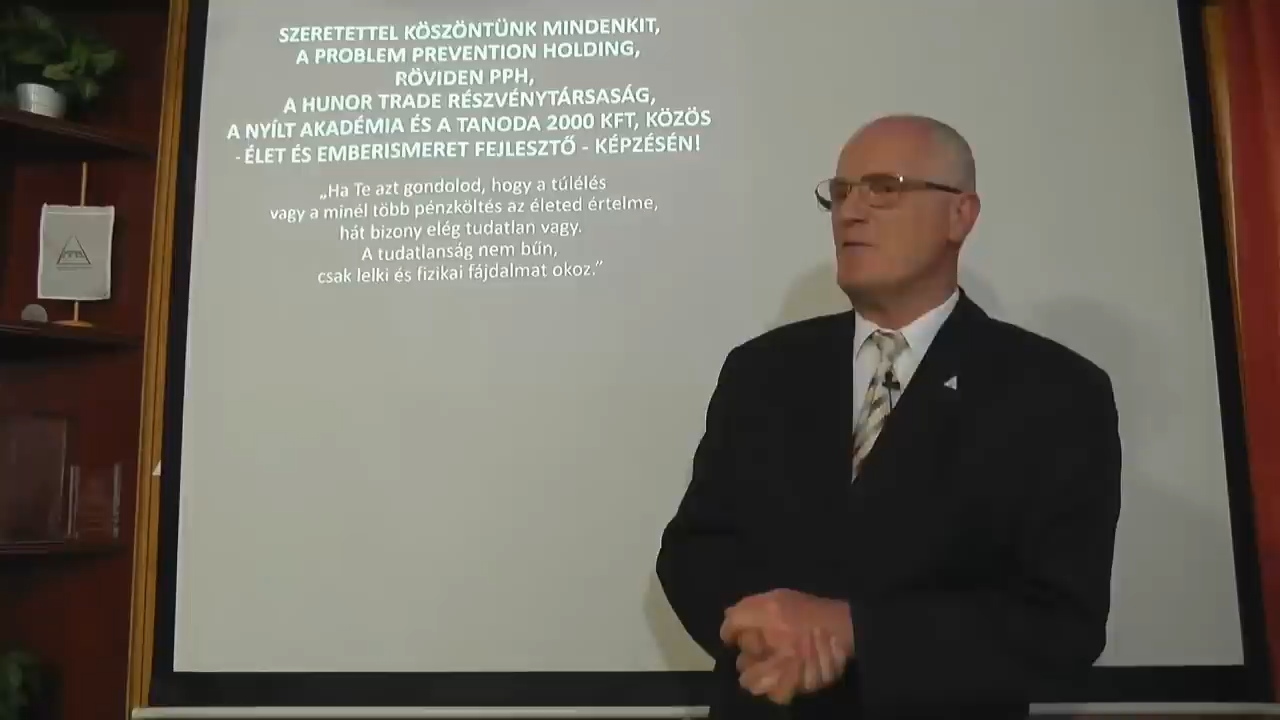 SZERETETTEL KÖSZÖNTÜNK MINDENKIT,
A PROBLEM PREVENTION HOLDING,
RÖVIDEN PPH,
A HUNOR TRADE RÉSZVÉNYTÁRSASÁG,
A NYÍLT AKADÉMIA ÉS A TANODA 2000 KFT, KÖZÖS
- ÉLET ÉS EMBERISMERET FEJLESZTŐ - KÉPZÉSÉN!
„Ha Te azt gondolod, hogy a túlélés
vagy a minél több pénzköltés az életed értelme,
hát bizony elég tudatlan vagy.
A tudatlanság nem bűn,
csak lelki és fizikai fájdalmat okoz.”